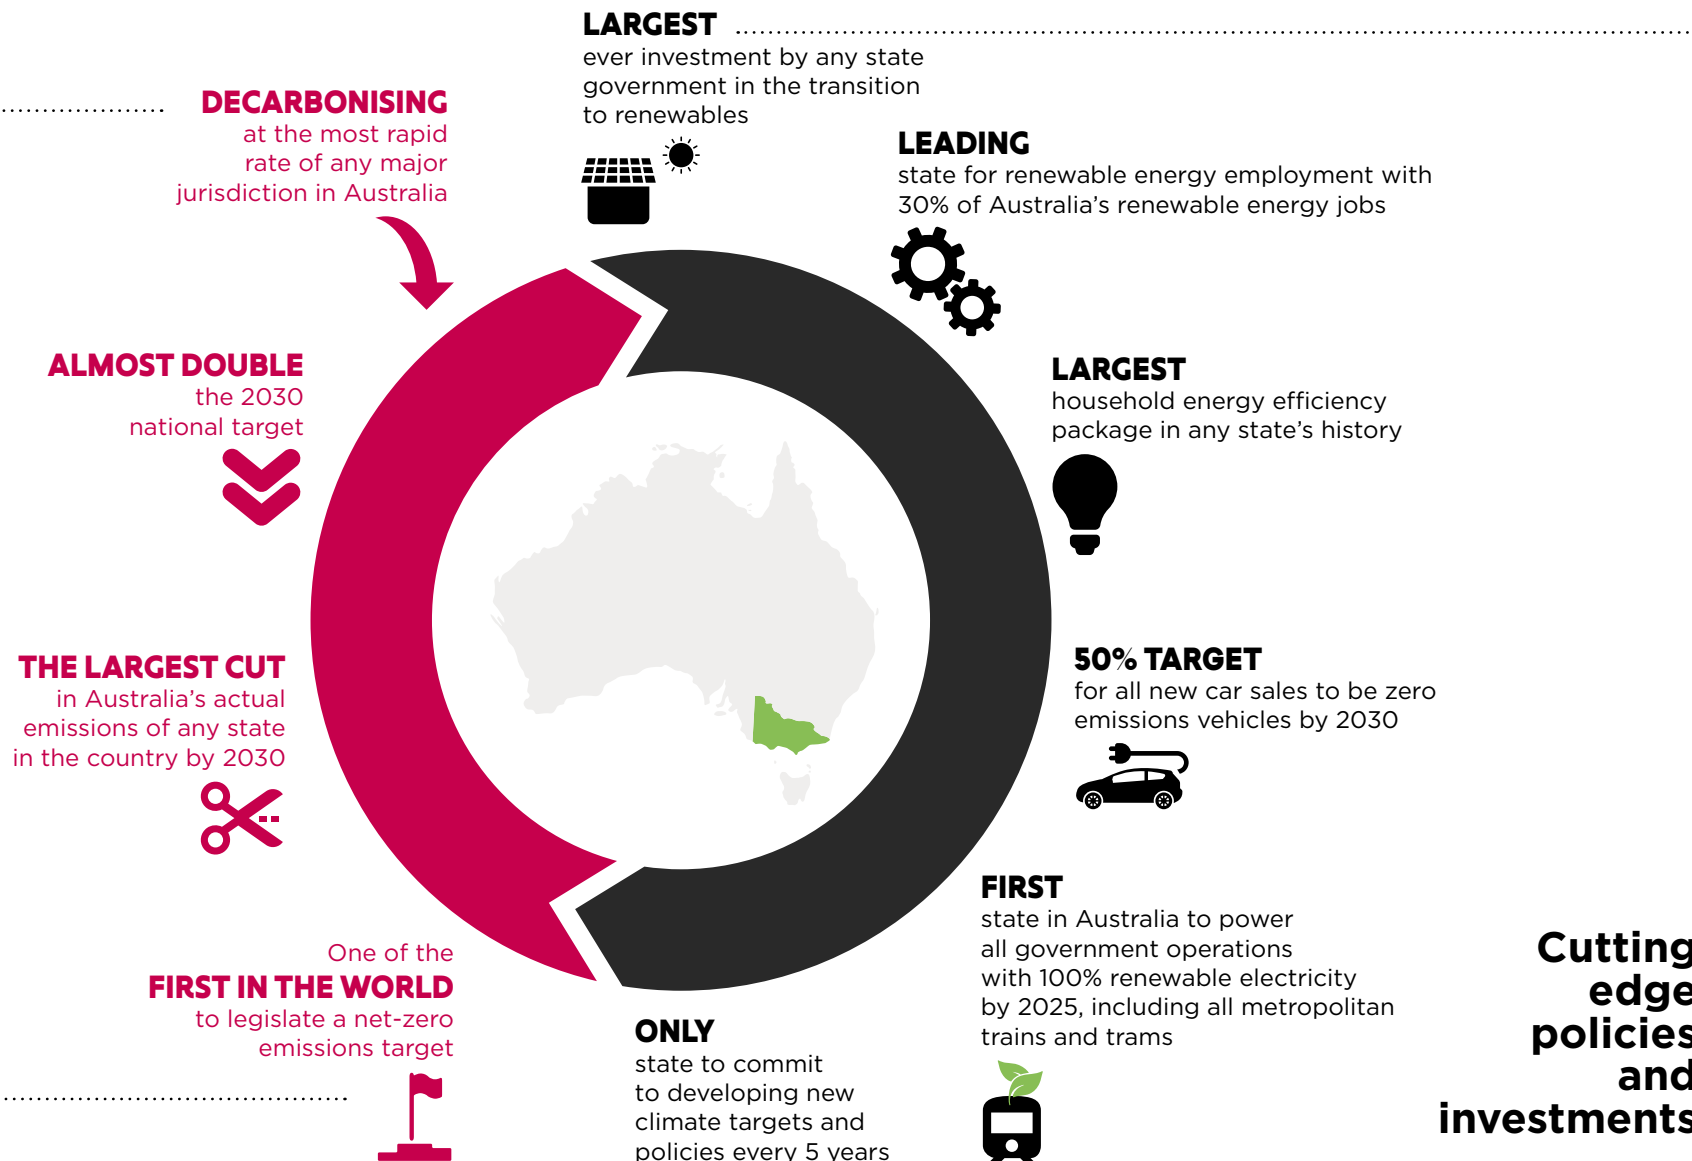 LARGEST
ever investment by any state
government in the transition
to renewables
DECARBONISING
at the most rapid
rate of any major
jurisdiction in Australia
LEADING
state for renewable energy employment with
30% of Australia's renewable energy jobs
ALMOST DOUBLE
the 2030
national target
LARGEST
household energy efficiency
package in any state's history
THE LARGEST CUT
in Australia's actual
emissions of any state
in the country by 2030
50% TARGET
for all new car sales to be zero
emissions vehicles by 2030
One of the
FIRST IN THE WORLD
to legislate a net-zero
emissions target
FIRST
state in Australia to power
all government operations
with 100% renewable electricity
by 2025, including all metropolitan
trains and trams
ONLY
state to commit
to developing new
climate targets and
policies every 5 years
Cutting
edge
policies
and
investments